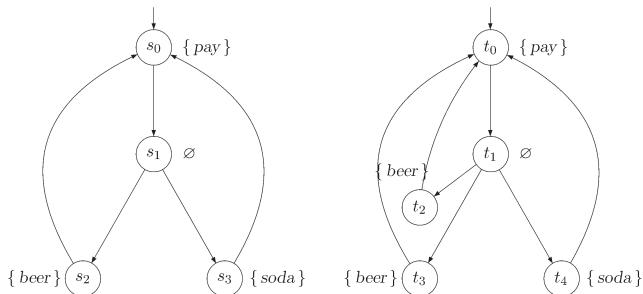 s0 { pay }
s1 ∅
{ beer } s2
s3 { soda }
t0 { pay }
t1 ∅
{ beer }
t2
{ beer } t3
t4 { soda }